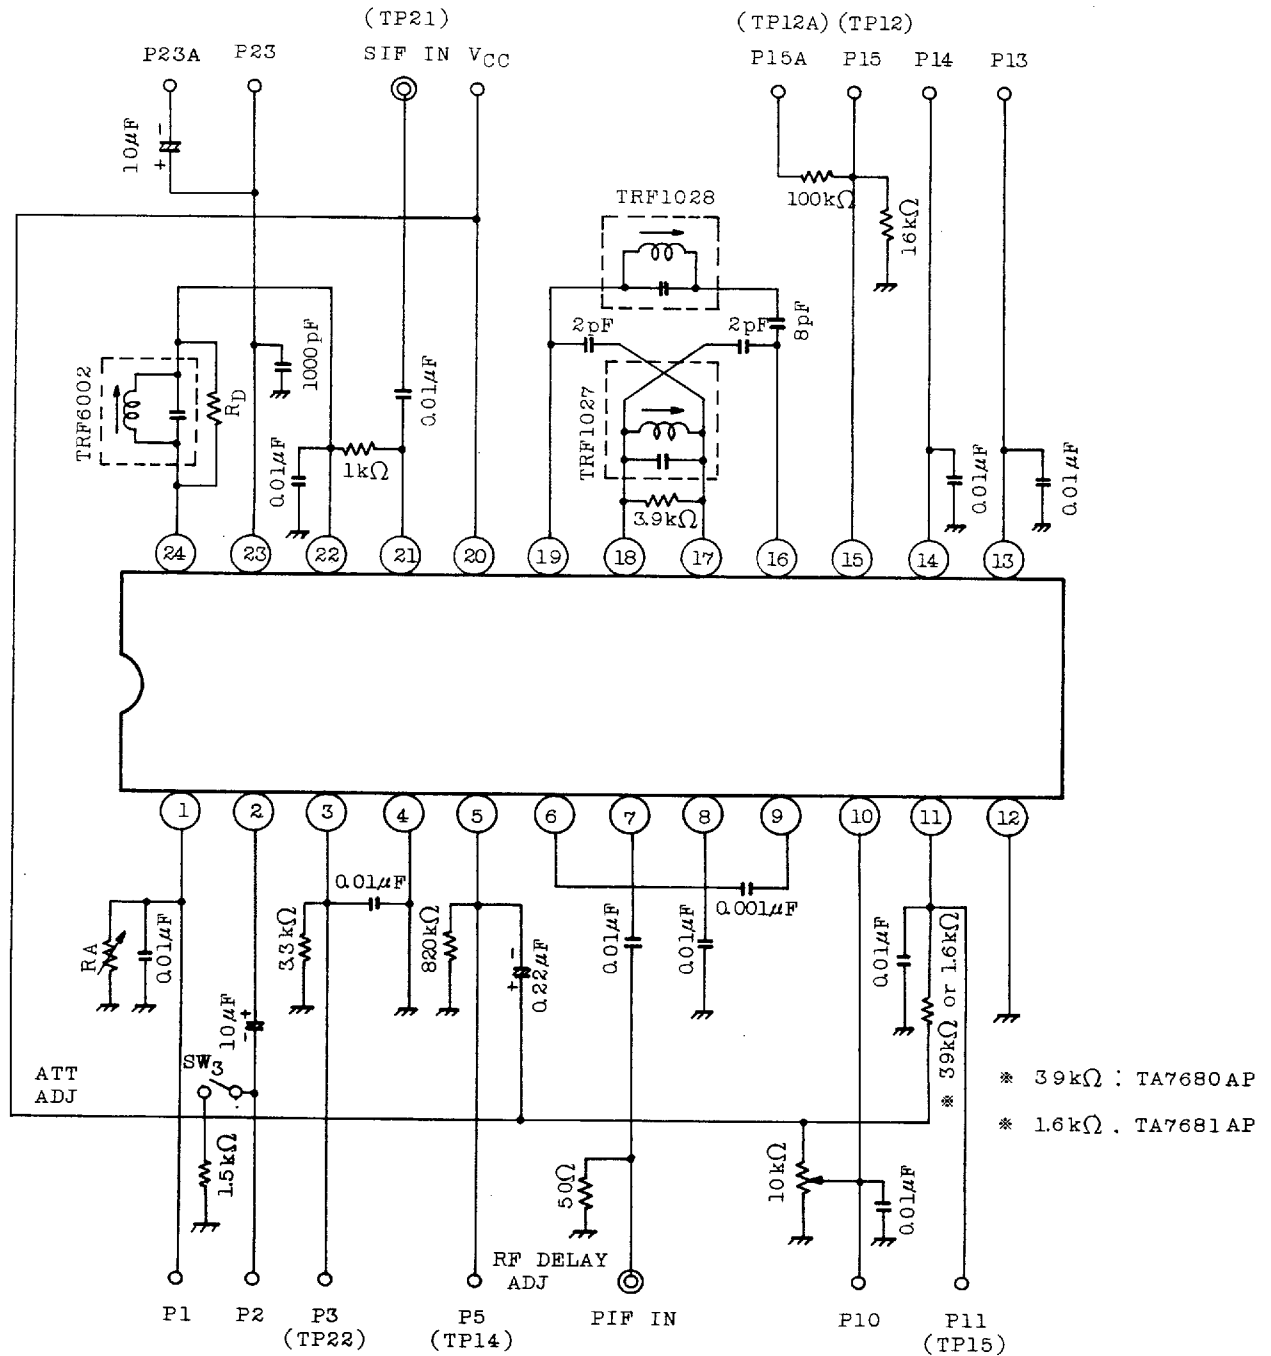 (TP21)
(TP12A) (TP12)
P23A P23 SIF IN VCC
P15A P15 P14 P13
10μF
- +
TRF1028
100kΩ
16kΩ
2pF 2pF
8pF
1000pF
0.01μF
TRF6002
RD
0.01μF
1kΩ
TRF1027
3.9kΩ
0.01μF
0.01μF
24 23 22 21 20 19 18 17 16 15 14 13
1 2 3 4 5 6 7 8 9 10 11 12
RA
0.01μF
3.3kΩ
0.01μF
820kΩ
- +
0.22μF
0.01μF
0.01μF
0.001μF
0.01μF
※ 39kΩ or 1.6kΩ
10μF
- +
SW3
ATT
ADJ
1.5kΩ
50Ω
10kΩ
0.01μF
※ 39kΩ : TA7680AP
※ 1.6kΩ . TA7681AP
RF DELAY
ADJ
P1 P2 P3 P5 PIF IN P10 P11
(TP22) (TP14) (TP15)